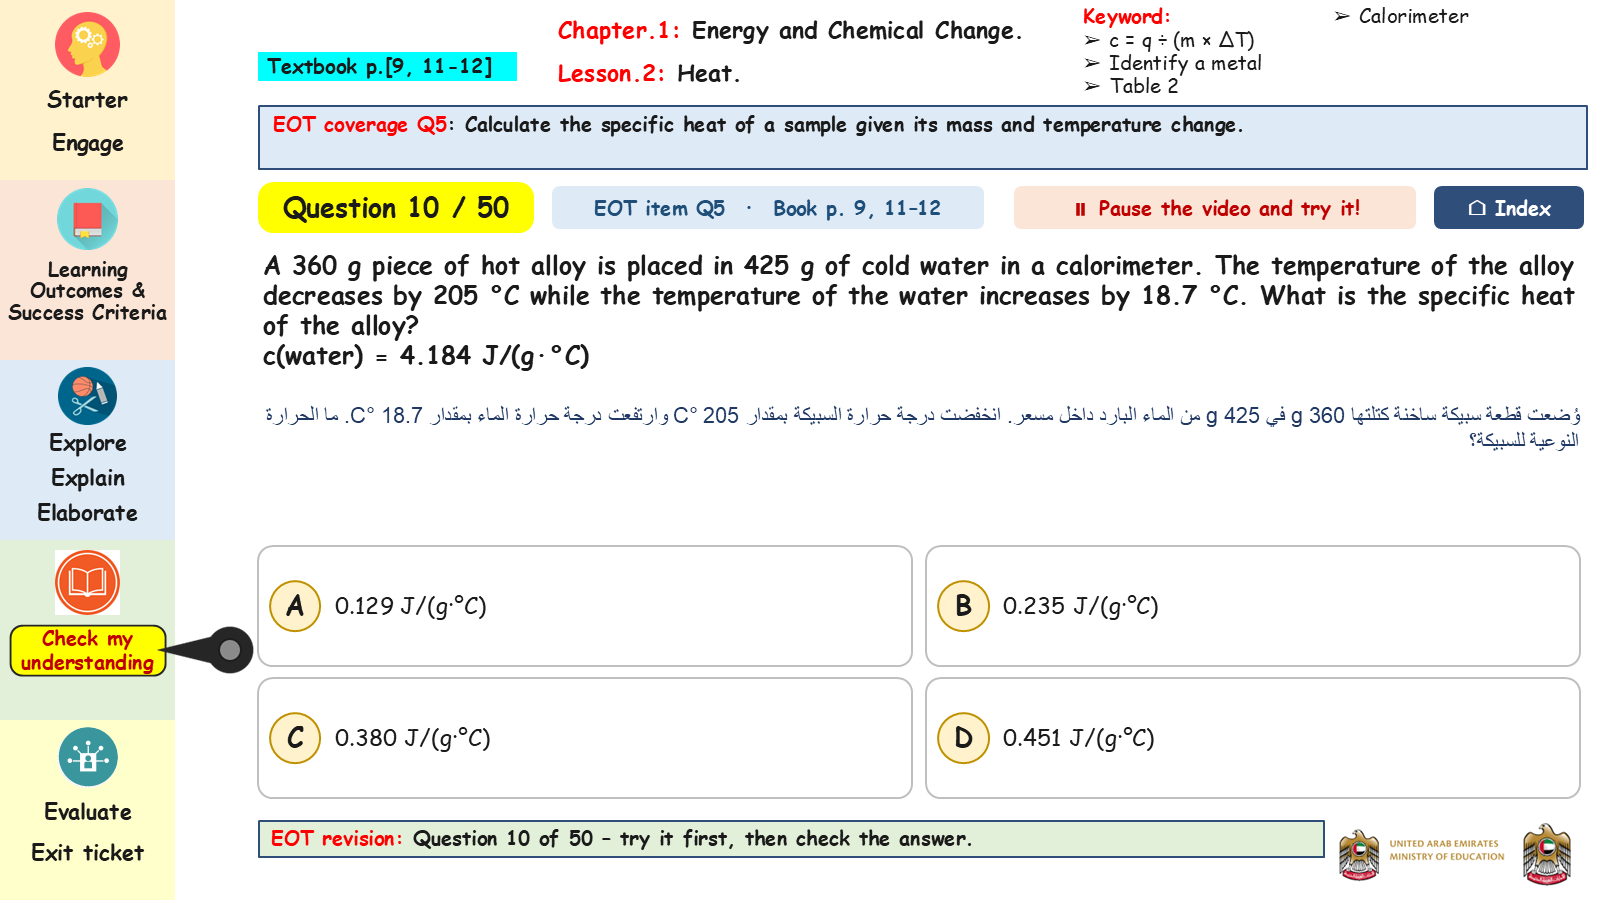 Starter
Engage
Learning
Outcomes &
Success Criteria
Explore
Explain
Elaborate
Check my
understanding
Evaluate
Exit ticket
Textbook p.[9, 11-12]
Chapter.1: Energy and Chemical Change.
Lesson.2: Heat.
Keyword:
➢ c = q ÷ (m × ΔT)
➢ Identify a metal
➢ Table 2
➢ Calorimeter
EOT coverage Q5: Calculate the specific heat of a sample given its mass and temperature change.
Question 10 / 50
EOT item Q5 · Book p. 9, 11-12
⏸ Pause the video and try it!
☖ Index
A 360 g piece of hot alloy is placed in 425 g of cold water in a calorimeter. The temperature of the alloy
decreases by 205 °C while the temperature of the water increases by 18.7 °C. What is the specific heat
of the alloy?
c(water) = 4.184 J/(g·°C)
وُضعت قطعة سبيكة ساخنة كتلتها 360 g في 425 g من الماء البارد داخل مسعر. انخفضت درجة حرارة السبيكة بمقدار 205 °C وارتفعت درجة حرارة الماء بمقدار 18.7 °C. ما الحرارة
النوعية للسبيكة؟
A 0.129 J/(g·°C)
B 0.235 J/(g·°C)
C 0.380 J/(g·°C)
D 0.451 J/(g·°C)
EOT revision: Question 10 of 50 – try it first, then check the answer.
UNITED ARAB EMIRATES
MINISTRY OF EDUCATION